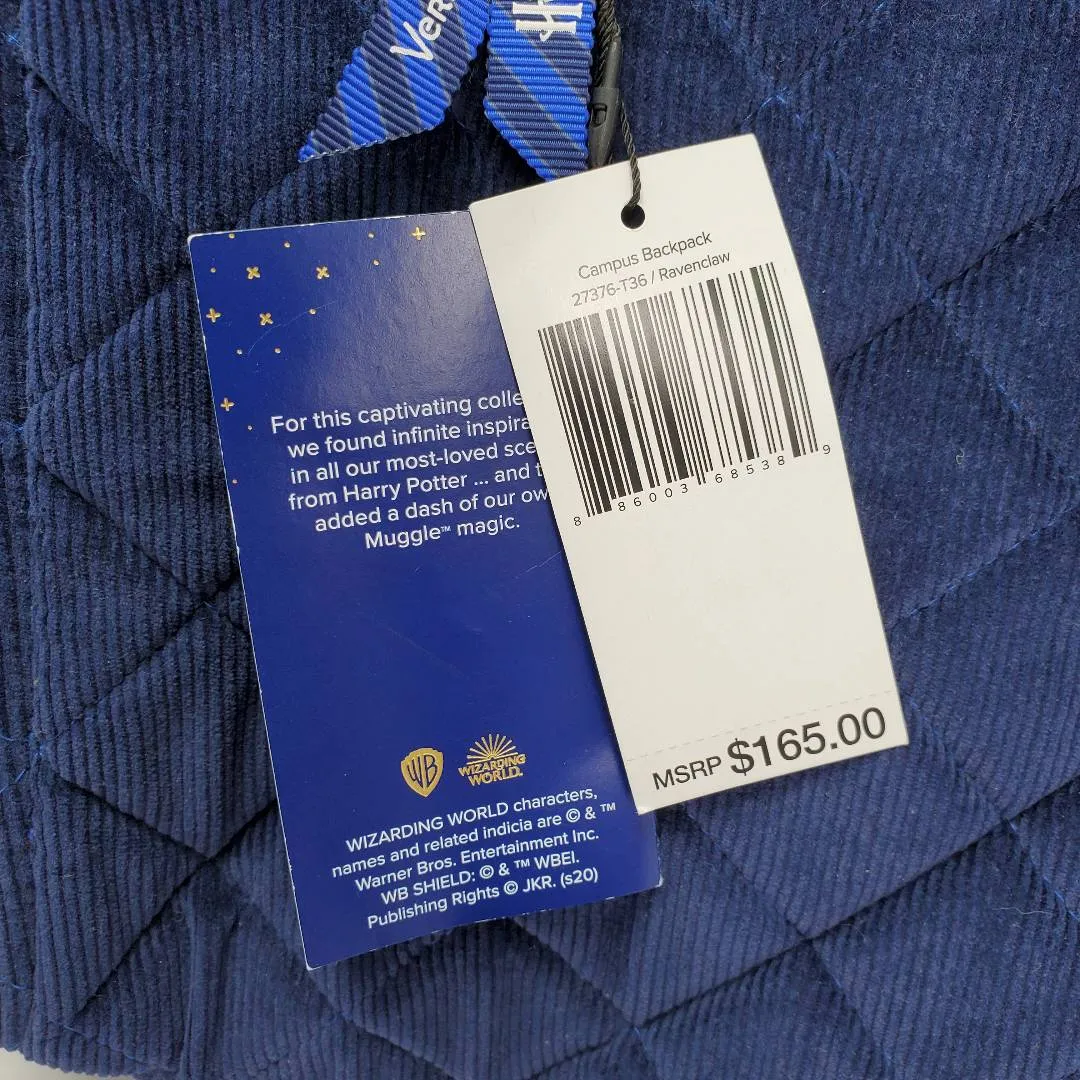 Campus Backpack
27376-T36 / Ravenclaw
8 86003 68538 9
MSRP $165.00
For this captivating colle
we found infinite inspira
in all our most-loved sce
from Harry Potter ... and t
added a dash of our ow
Muggle™ magic.
WB
WIZARDING
WORLD.
WIZARDING WORLD characters,
names and related indicia are © & ™
Warner Bros. Entertainment Inc.
WB SHIELD: © & ™ WBEI.
Publishing Rights © JKR. (s20)